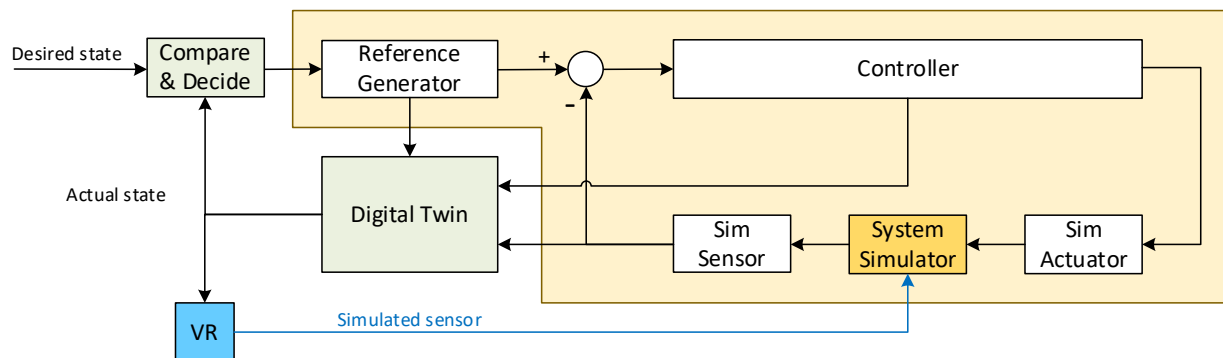 Desired state
Compare
& Decide
Reference
Generator
+
-
Controller
Actual state
Digital Twin
Sim
Sensor
System
Simulator
Sim
Actuator
VR
Simulated sensor